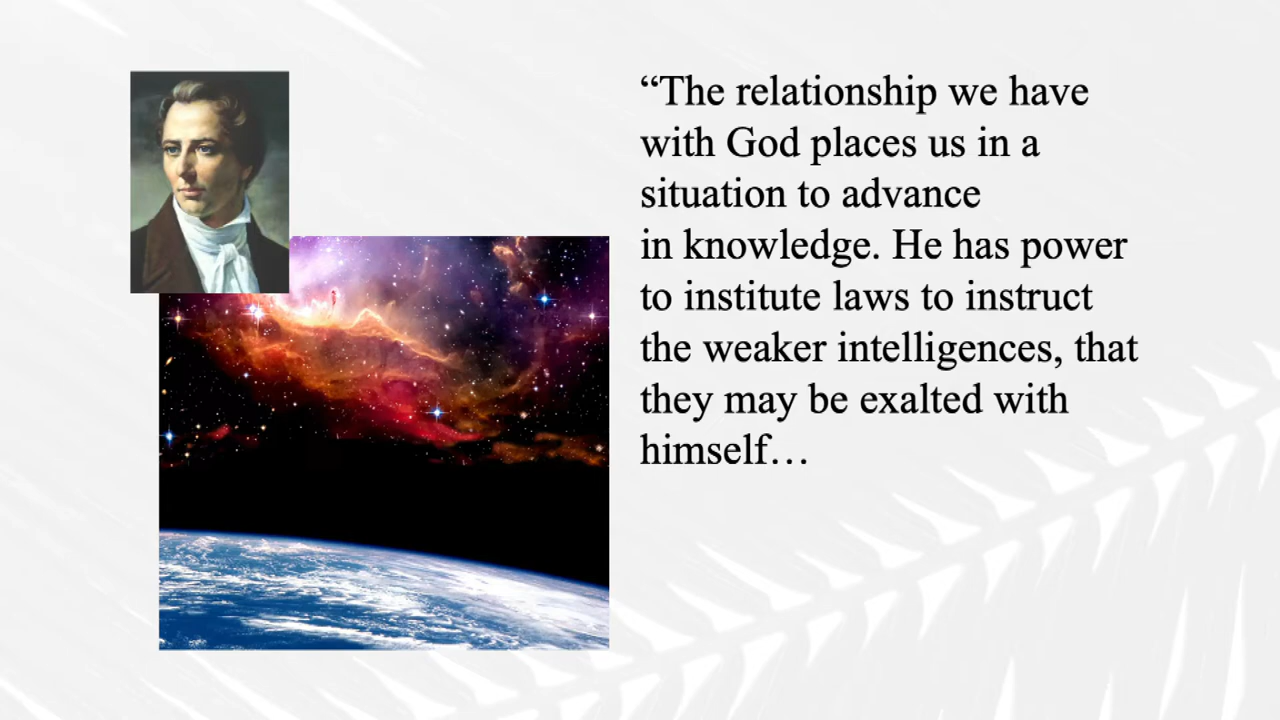 “The relationship we have
with God places us in a
situation to advance
in knowledge. He has power
to institute laws to instruct
the weaker intelligences, that
they may be exalted with
himself…